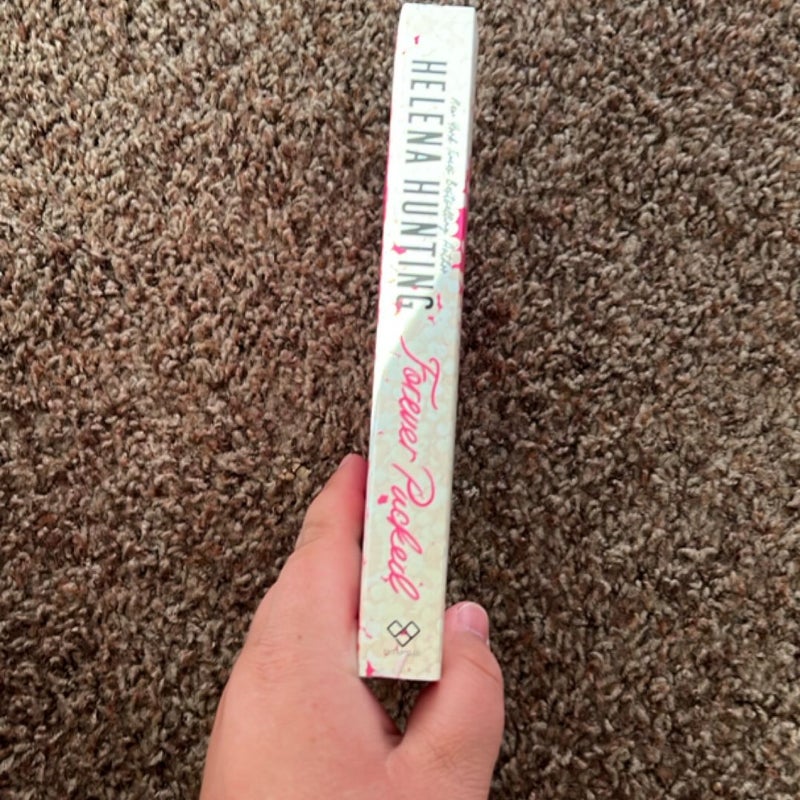 New York Times Bestselling Author
HELENA HUNTING
Forever Pucked